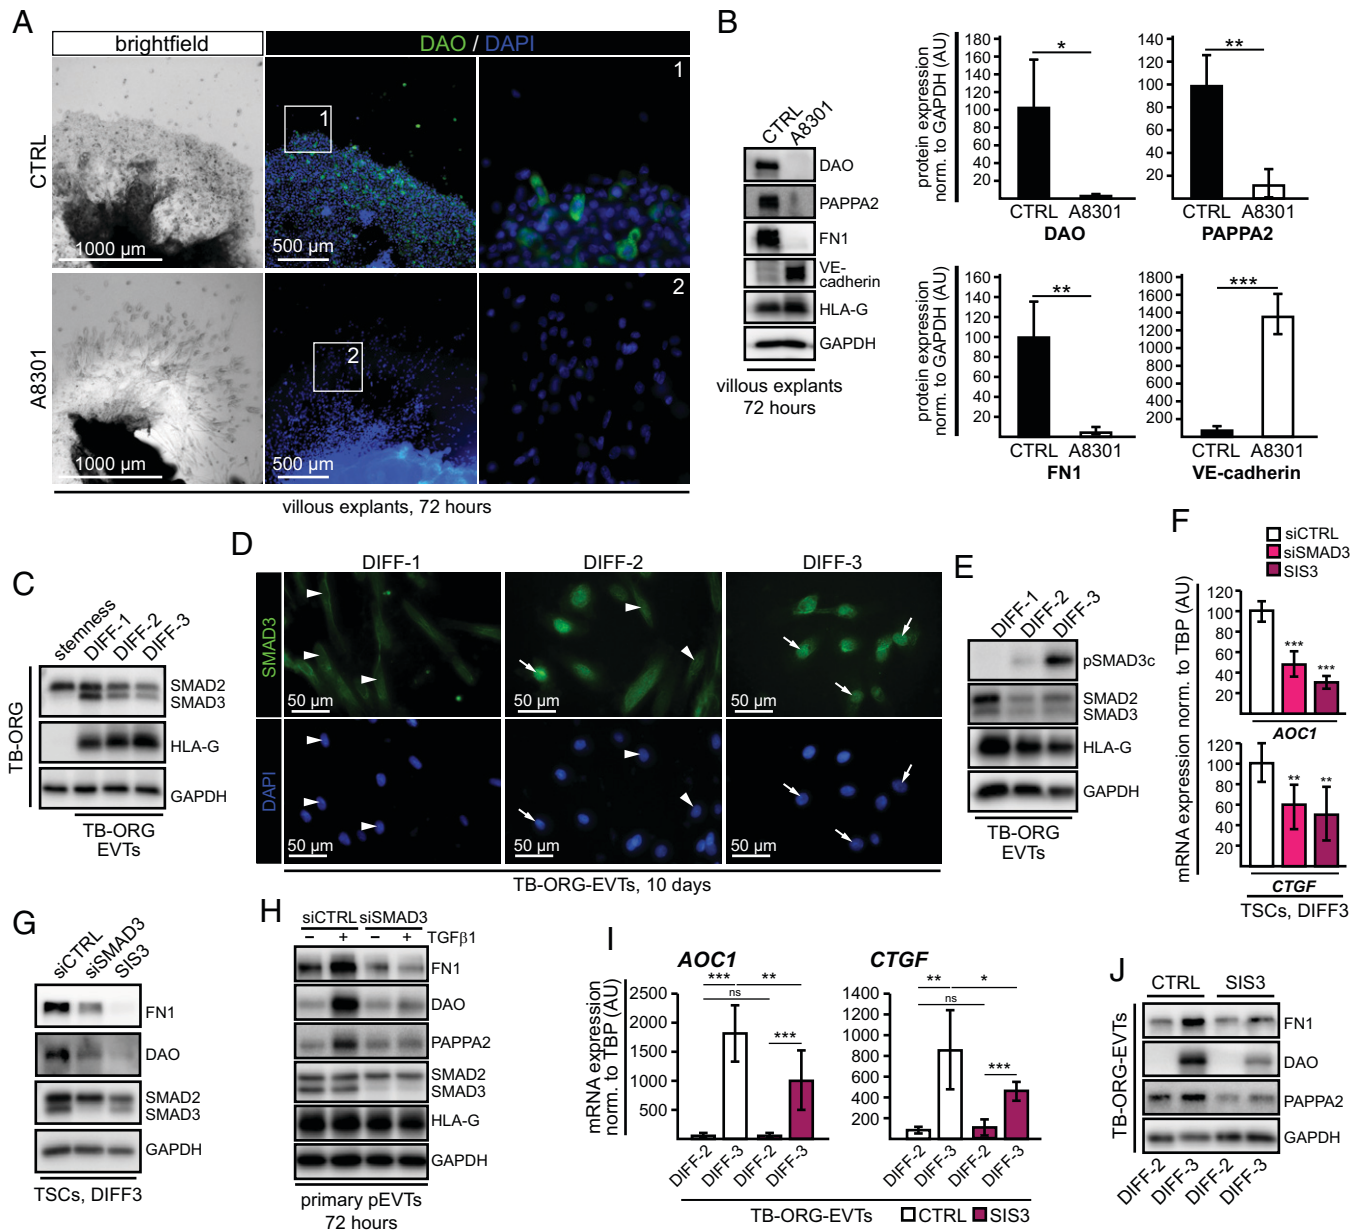 A
brightfield
DAO / DAPI
CTRL
1000 µm
1
500 µm
1
A8301
1000 µm
2
500 µm
2
villous explants, 72 hours
B
CTRL
A8301
DAO
PAPPA2
FN1
VE-
cadherin
HLA-G
GAPDH
villous explants
72 hours
protein expression
norm. to GAPDH (AU)
180
160
140
120
100
80
60
40
20
*
CTRL A8301
DAO
140
120
100
80
60
40
20
**
CTRL A8301
PAPPA2
protein expression
norm. to GAPDH (AU)
160
140
120
100
80
60
40
20
**
CTRL A8301
FN1
1800
1600
1400
1200
1000
800
600
400
200
***
CTRL A8301
VE-cadherin
C
stemness
DIFF-1
DIFF-2
DIFF-3
TB-ORG
SMAD2
SMAD3
HLA-G
GAPDH
TB-ORG
EVTs
D
DIFF-1
DIFF-2
DIFF-3
SMAD3
50 µm
50 µm
50 µm
DAPI
50 µm
50 µm
50 µm
TB-ORG-EVTs, 10 days
E
DIFF-1
DIFF-2
DIFF-3
pSMAD3c
SMAD2
SMAD3
HLA-G
GAPDH
TB-ORG
EVTs
F
siCTRL
siSMAD3
SIS3
mRNA expression norm. to TBP (AU)
120
100
80
60
40
20
***
***
AOC1
120
100
80
60
40
20
**
**
CTGF
TSCs, DIFF3
G
siCTRL
siSMAD3
SIS3
FN1
DAO
SMAD2
SMAD3
GAPDH
TSCs, DIFF3
H
siCTRL siSMAD3
– + – + TGFβ1
FN1
DAO
PAPPA2
SMAD2
SMAD3
HLA-G
GAPDH
primary pEVTs
72 hours
I
AOC1
mRNA expression
norm. to TBP (AU)
2500
2000
1500
1000
500
*** **
ns
***
DIFF-2
DIFF-3
DIFF-2
DIFF-3
CTGF
1400
1200
1000
800
600
400
200
** *
ns
***
DIFF-2
DIFF-3
DIFF-2
DIFF-3
TB-ORG-EVTs
CTRL
SIS3
J
CTRL SIS3
TB-ORG-EVTs
FN1
DAO
PAPPA2
GAPDH
DIFF-2
DIFF-3
DIFF-2
DIFF-3